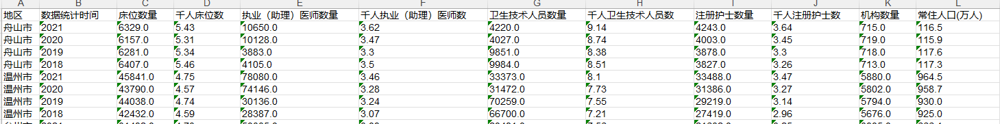 A B C D E F G H I J K L
地区 数据统计时间 床位数量 千人床位数 执业（助理）医师数量 千人执业（助理）医师数 卫生技术人员数量 千人卫生技术人员数 注册护士数量 千人注册护士数 机构数量 常住人口(万人)
舟山市 2021 6329.0 5.43 10650.0 3.62 4220.0 9.14 4243.0 3.64 715.0 116.5
舟山市 2020 6157.0 5.31 10128.0 3.47 4027.0 8.74 4003.0 3.45 719.0 115.9
舟山市 2019 6281.0 5.34 3883.0 3.3 9851.0 8.38 3878.0 3.3 718.0 117.6
舟山市 2018 6407.0 5.46 4105.0 3.5 9984.0 8.51 3827.0 3.26 713.0 117.3
温州市 2021 45841.0 4.75 78080.0 3.46 33373.0 8.1 33488.0 3.47 5880.0 964.5
温州市 2020 43790.0 4.57 74146.0 3.28 31472.0 7.73 31386.0 3.27 5802.0 958.7
温州市 2019 44038.0 4.74 30136.0 3.24 70259.0 7.55 29219.0 3.14 5794.0 930.0
温州市 2018 42432.0 4.59 28387.0 3.07 66700.0 7.21 27419.0 2.96 5676.0 925.0